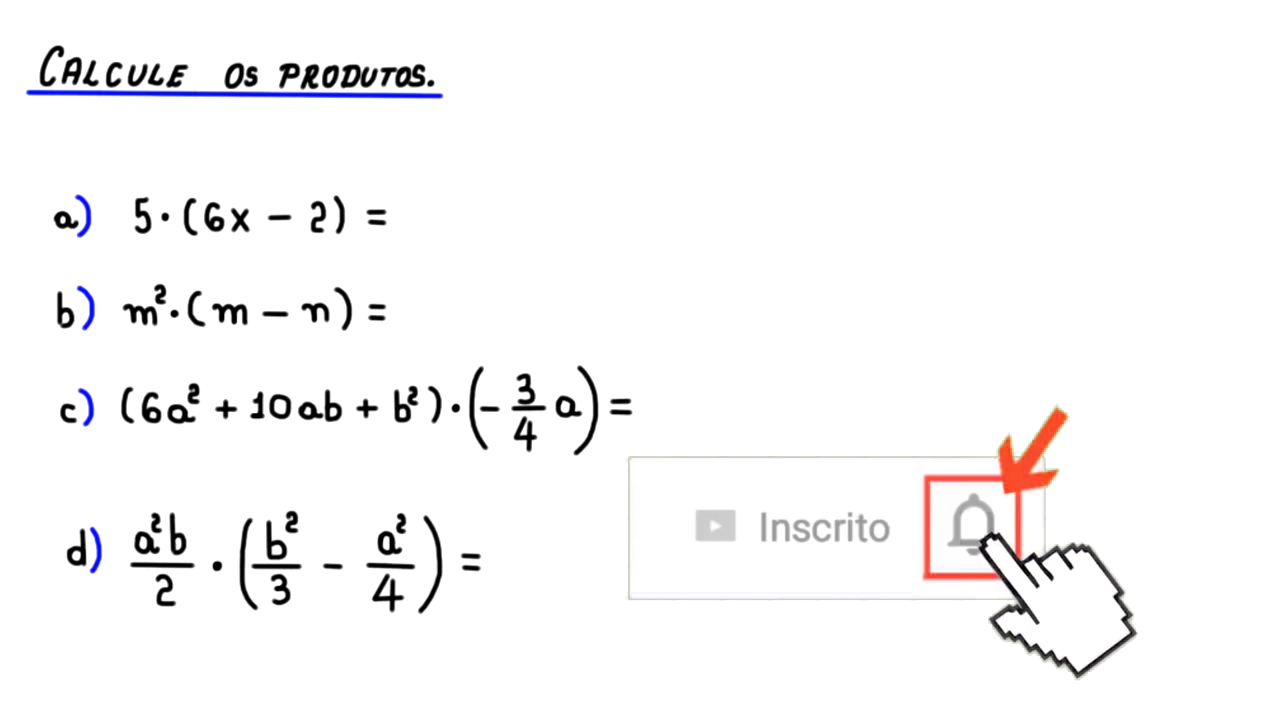 CALCULE OS PRODUTOS.
a) 5·(6x − 2) =
b) m²·(m − n) =
c) (6a² + 10ab + b²)·(−3/4 a) =
d) a²b/2 · (b²/3 − a²/4) =
Inscrito